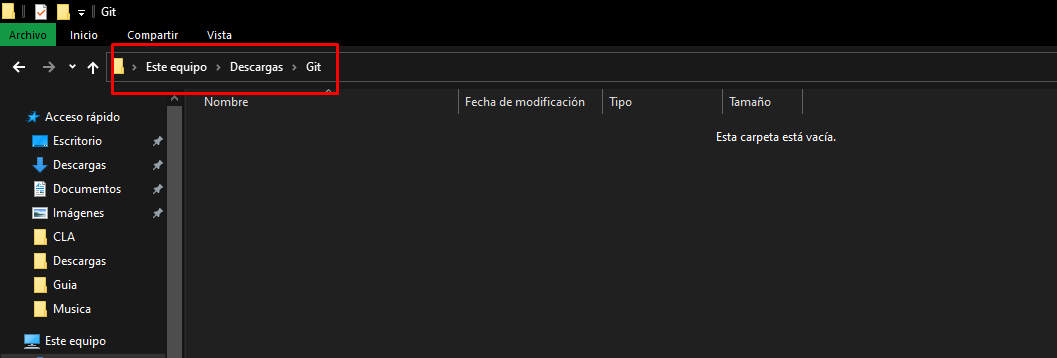 Git
Archivo Inicio Compartir Vista
Este equipo Descargas Git
Nombre Fecha de modificación Tipo Tamaño
Esta carpeta está vacía.
Acceso rápido
Escritorio
Descargas
Documentos
Imágenes
CLA
Descargas
Guia
Musica
Este equipo